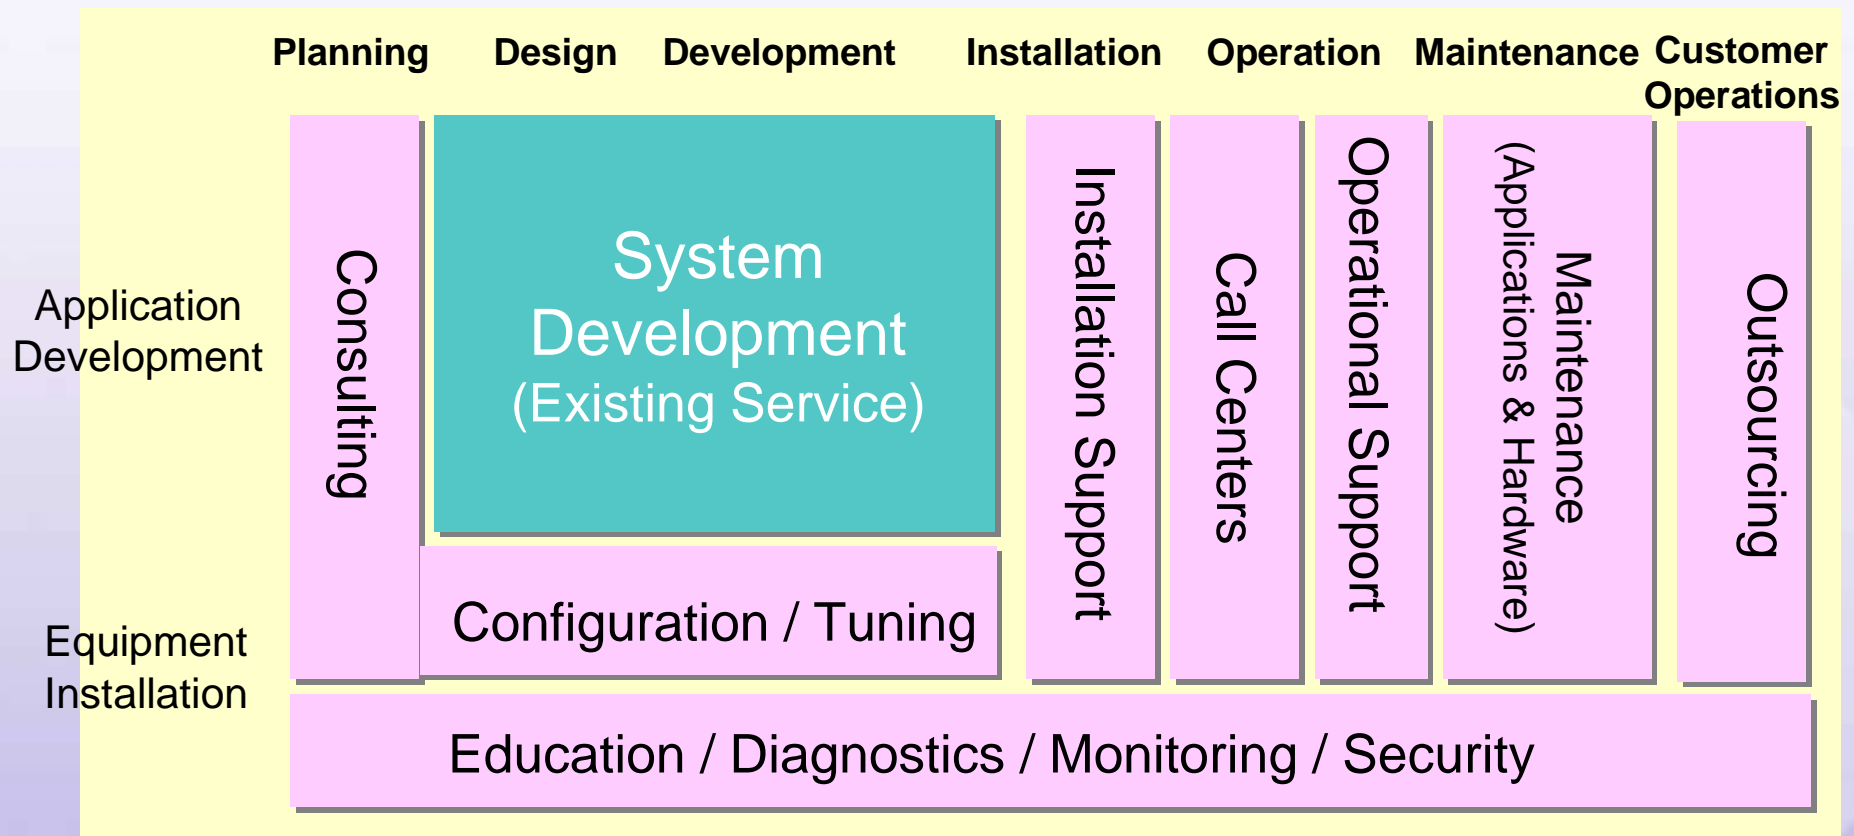 Planning Design Development Installation Operation Maintenance Customer
Operations
Application
Development
Equipment
Installation
Consulting
System
Development
(Existing Service)
Configuration / Tuning
Installation Support
Call Centers
Operational Support
Maintenance
(Applications & Hardware)
Outsourcing
Education / Diagnostics / Monitoring / Security